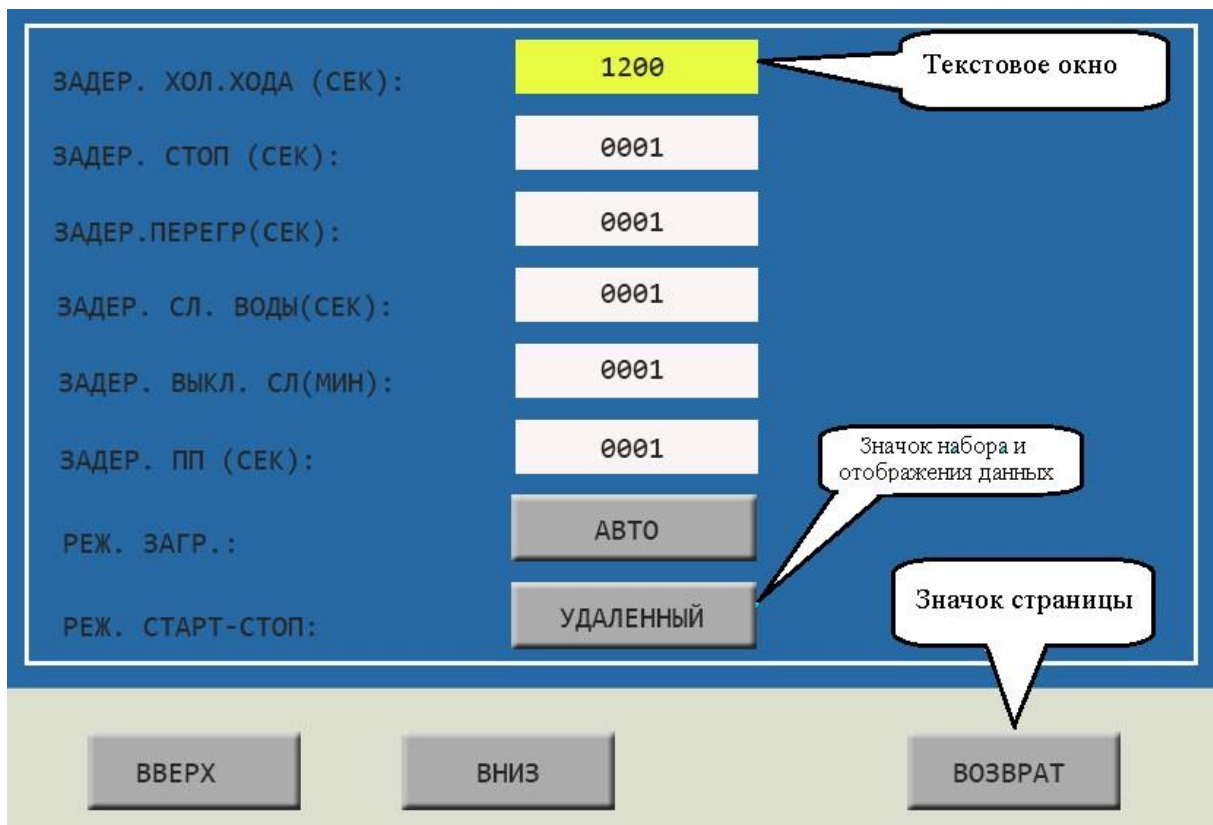 ЗАДЕР. ХОЛ.ХОДА (СЕК): 1200 Текстовое окно
ЗАДЕР. СТОП (СЕК): 0001
ЗАДЕР.ПЕРЕГР(СЕК): 0001
ЗАДЕР. СЛ. ВОДЫ(СЕК): 0001
ЗАДЕР. ВЫКЛ. СЛ(МИН): 0001
ЗАДЕР. ПП (СЕК): 0001
Значок набора и
отображения данных
РЕЖ. ЗАГР.: АВТО
РЕЖ. СТАРТ-СТОП: УДАЛЕННЫЙ
Значок страницы
ВВЕРХ ВНИЗ ВОЗВРАТ